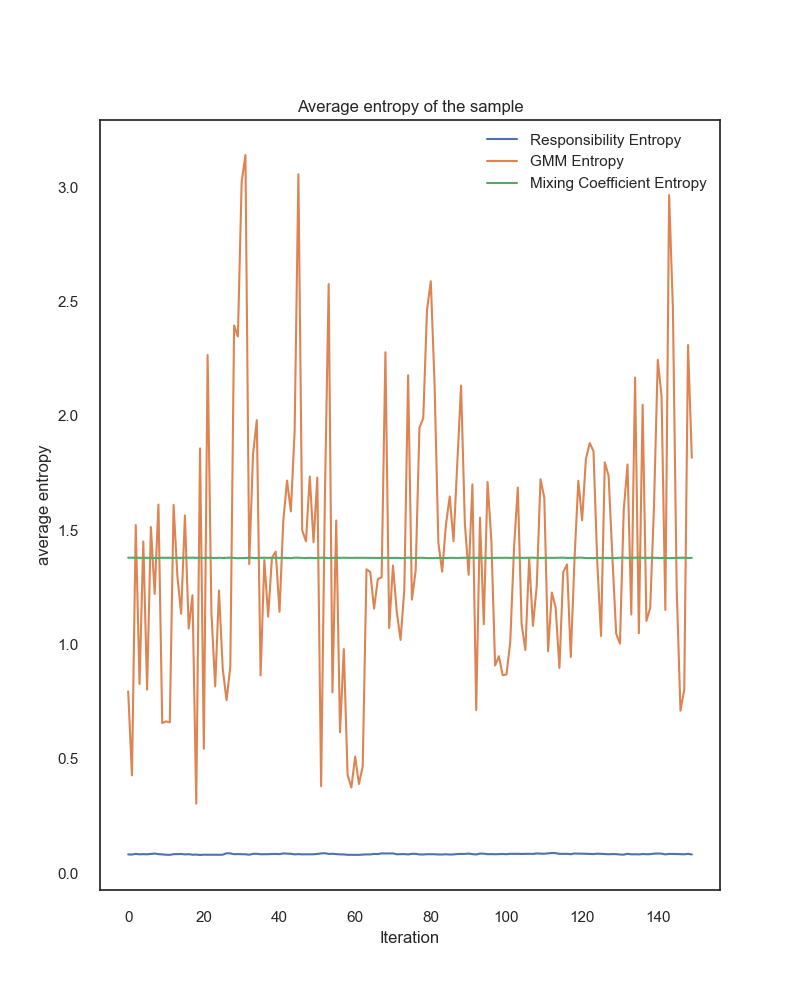 Average entropy of the sample
Responsibility Entropy
GMM Entropy
Mixing Coefficient Entropy
3.0
2.5
2.0
1.5
1.0
0.5
0.0
average entropy
0 20 40 60 80 100 120 140
Iteration